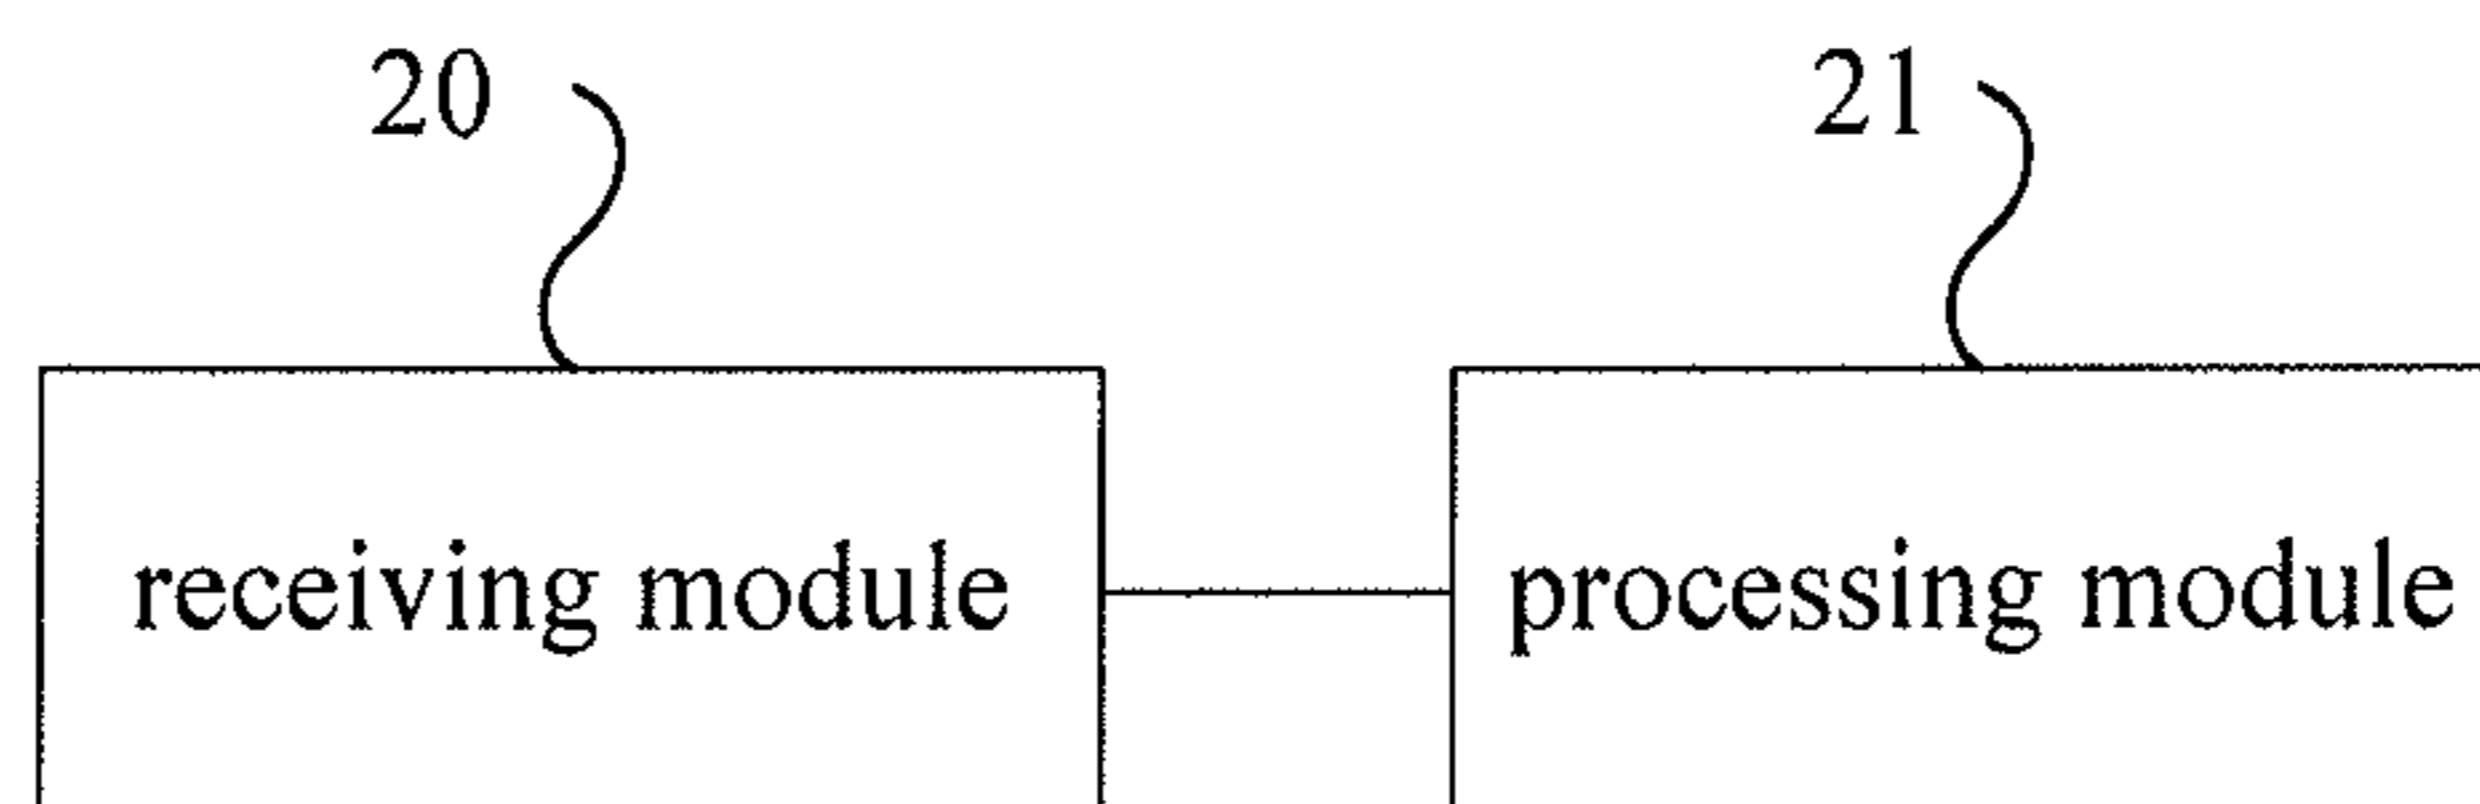 20
21
receiving module
processing module